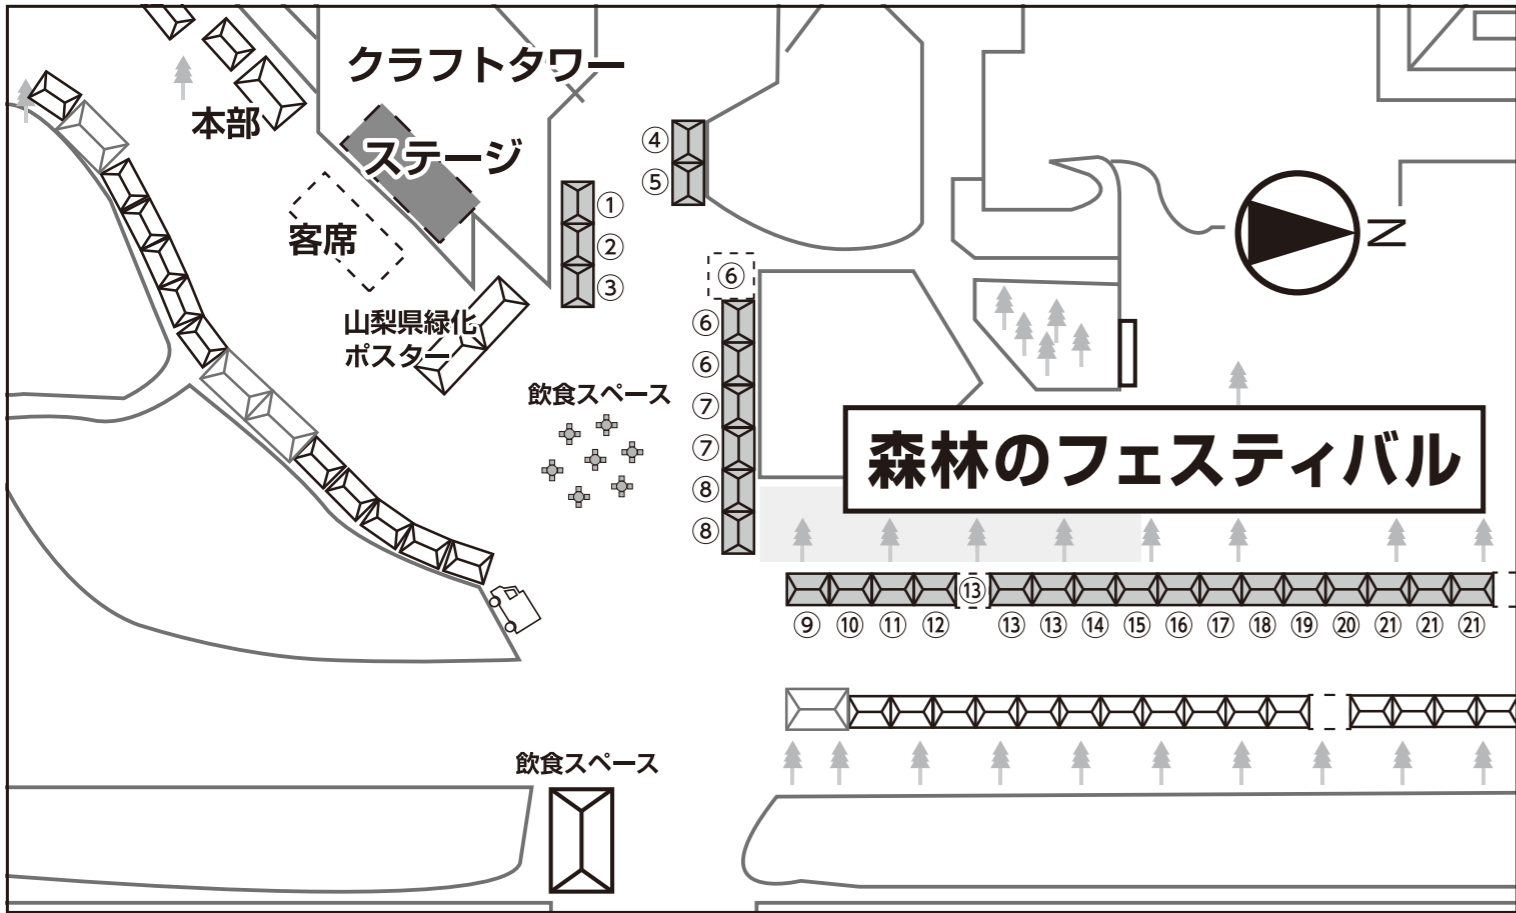 クラフトタワー
本部
ステージ
客席
④
⑤
①
②
③
⑥
山梨県緑化
ポスター
⑥
⑥
⑦
⑦
⑧
⑧
飲食スペース
N
森林のフェスティバル
⑬
⑨ ⑩ ⑪ ⑫ ⑬ ⑬ ⑭ ⑮ ⑯ ⑰ ⑱ ⑲ ⑳ ㉑ ㉑ ㉑
飲食スペース